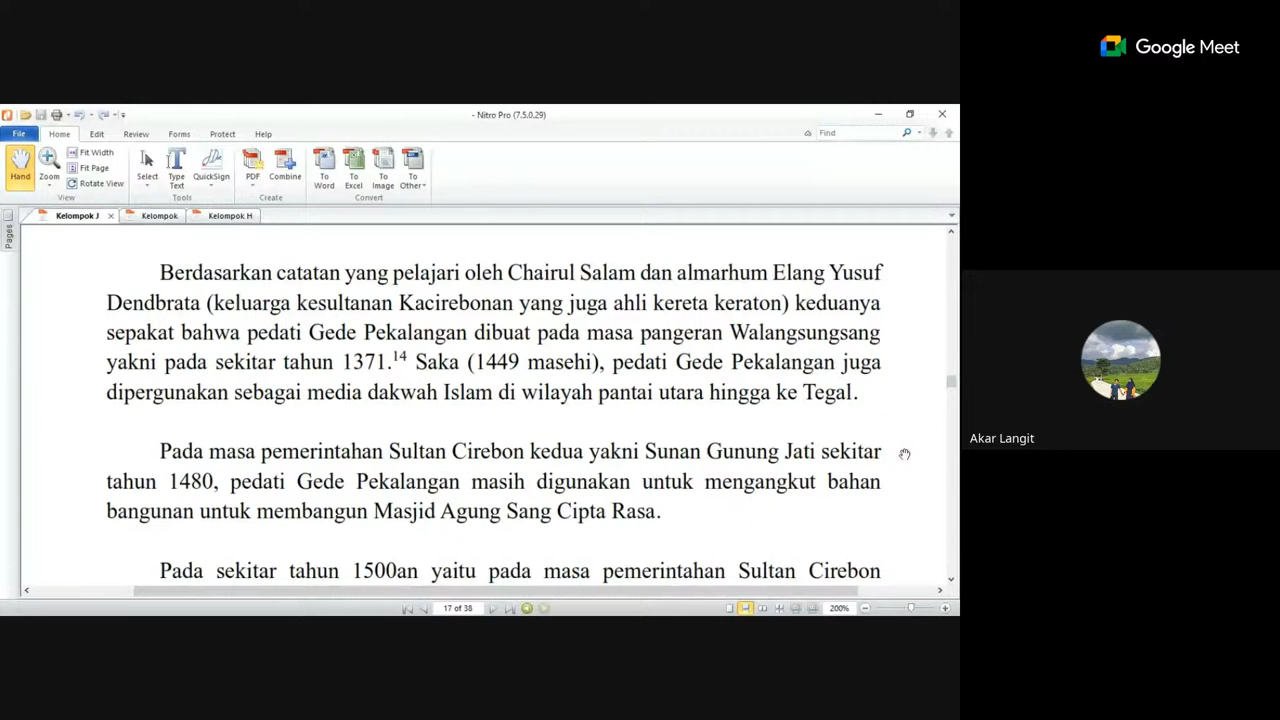 Google Meet
- Nitro Pro (7.5.0.29)
File Home Edit Review Forms Protect Help
Find
Hand
Zoom
Fit Width
Fit Page
Rotate View
View
Select
Type Text
QuickSign
Tools
PDF
Combine
Create
To Word
To Excel
To Image
To Other
Convert
Pages
Kelompok J
Kelompok
Kelompok H
Berdasarkan catatan yang pelajari oleh Chairul Salam dan almarhum Elang Yusuf
Dendbrata (keluarga kesultanan Kacirebonan yang juga ahli kereta keraton) keduanya
sepakat bahwa pedati Gede Pekalangan dibuat pada masa pangeran Walangsungsang
yakni pada sekitar tahun 1371.14 Saka (1449 masehi), pedati Gede Pekalangan juga
dipergunakan sebagai media dakwah Islam di wilayah pantai utara hingga ke Tegal.
Pada masa pemerintahan Sultan Cirebon kedua yakni Sunan Gunung Jati sekitar
tahun 1480, pedati Gede Pekalangan masih digunakan untuk mengangkut bahan
bangunan untuk membangun Masjid Agung Sang Cipta Rasa.
Pada sekitar tahun 1500an yaitu pada masa pemerintahan Sultan Cirebon
17 of 38
200%
Akar Langit